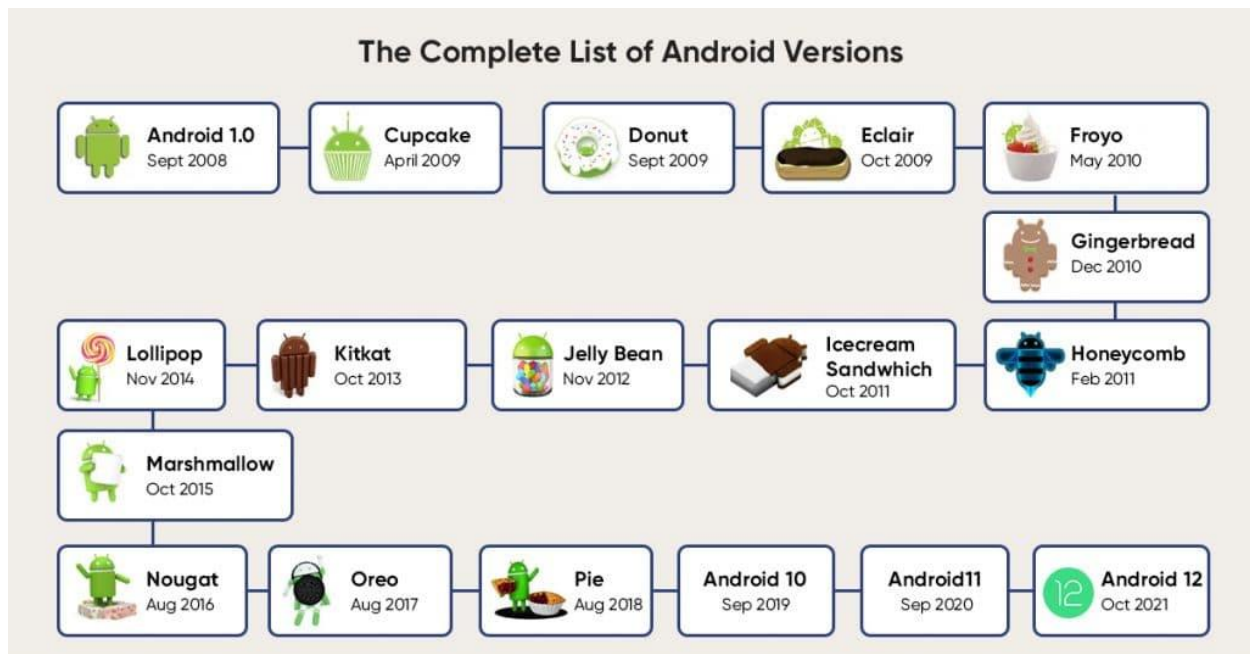 The Complete List of Android Versions
Android 1.0
Sept 2008
Cupcake
April 2009
Donut
Sept 2009
Eclair
Oct 2009
Froyo
May 2010
Gingerbread
Dec 2010
Honeycomb
Feb 2011
Icecream
Sandwhich
Oct 2011
Jelly Bean
Nov 2012
Kitkat
Oct 2013
Lollipop
Nov 2014
Marshmallow
Oct 2015
Nougat
Aug 2016
Oreo
Aug 2017
Pie
Aug 2018
Android 10
Sep 2019
Android11
Sep 2020
12
Android 12
Oct 2021